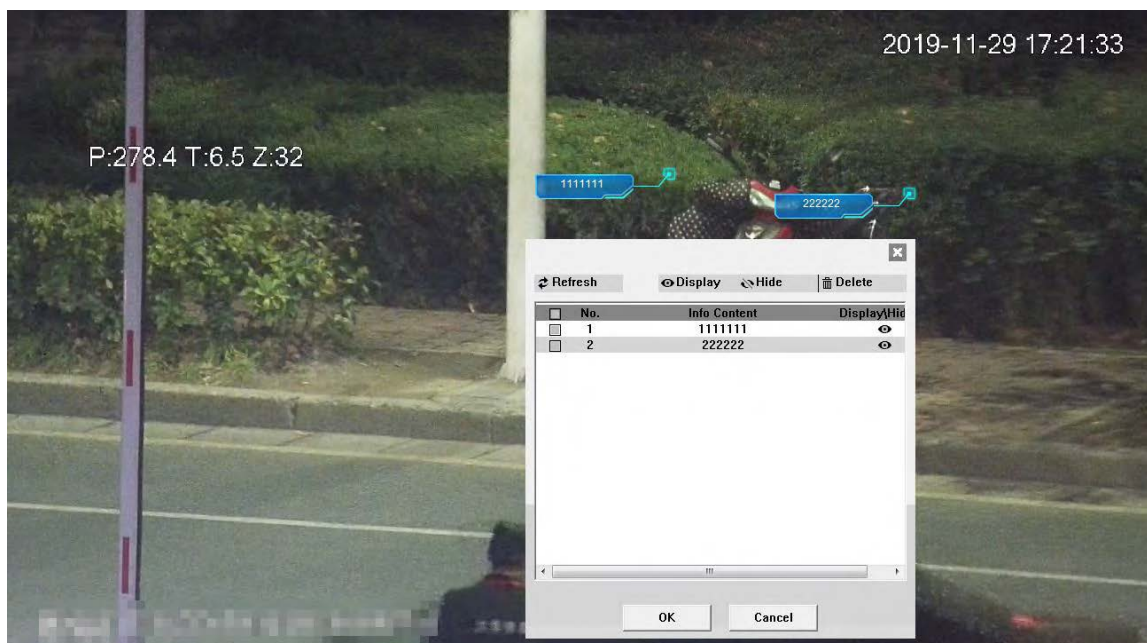 2019-11-29 17:21:33
P:278.4 T:6.5 Z:32
1111111
222222
Refresh Display Hide Delete
No. Info Content Display\Hid
1 1111111
2 222222
OK Cancel